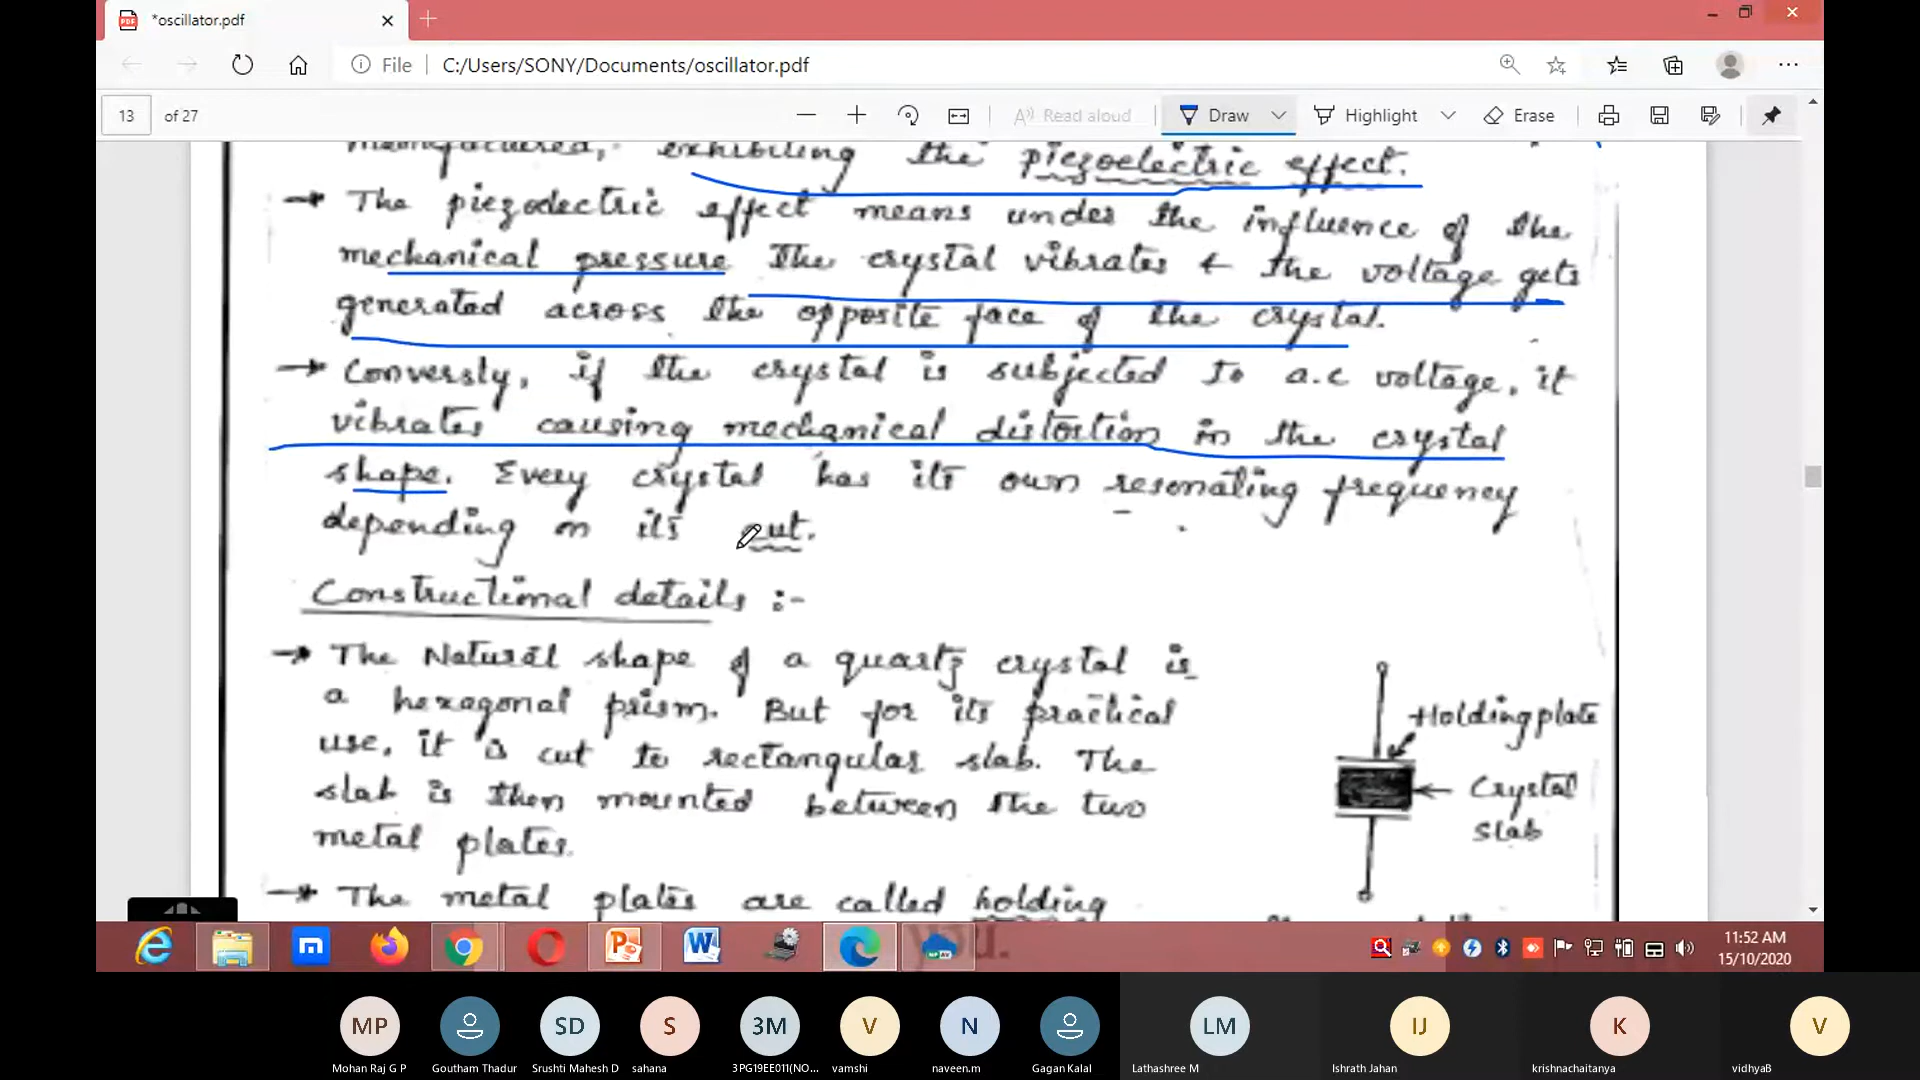 *oscillator.pdf
File C:/Users/SONY/Documents/oscillator.pdf
13 of 27 Read aloud Draw Highlight Erase
exhibiting the piezoelectric effect.
→ The piezodectric effect means under the influence of the
mechanical pressure The crystal vibrates & the voltage gets
generated across the opposite face of the crystal.
→ Conversly, if the crystal is subjected to a.c voltage, it
vibrates causing mechanical distortion in the crystal
shape. Every crystal has its own resonating frequency
depending on its cut.
Constructional details :-
→ The Natural shape of a quartz crystal is
a hexagonal prism. But for its practical
use, it is cut to rectangular slab. The
slab is then mounted between the two
metal plates.
Holding plate
Crystal
slab
→ The metal plates are called holding
you.
11:52 AM
15/10/2020
MP SD S 3M V N LM IJ K V
Mohan Raj G P Goutham Thadur Srushti Mahesh D sahana 3PG19EE011(NO... vamshi naveen.m Gagan Kalal Lathashree M Ishrath Jahan krishnachaitanya vidhyaB